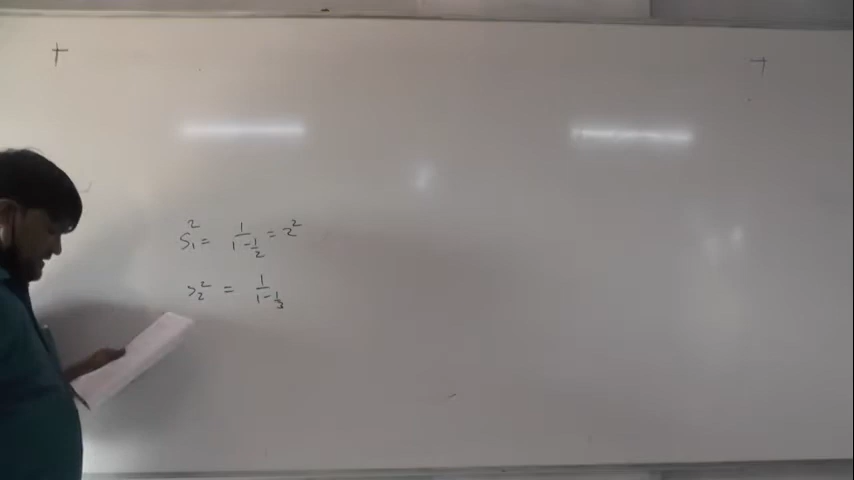 S₁² = 1/(1-1/2) = 2²
S₂² = 1/(1-1/3)